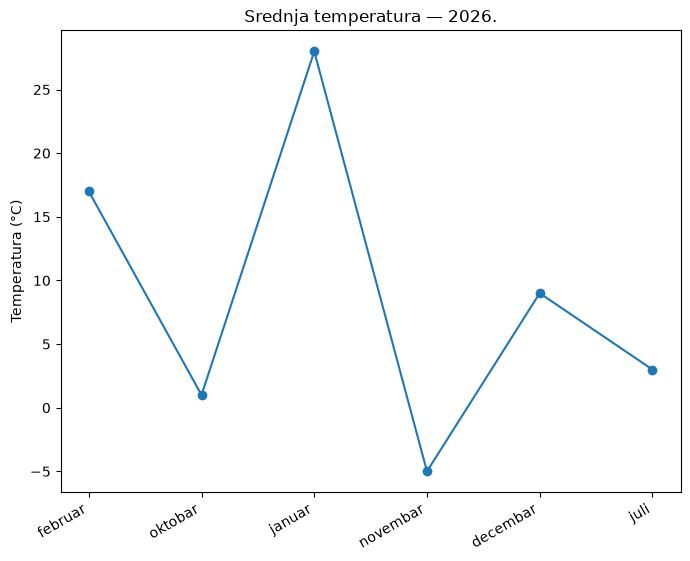 Srednja temperatura — 2026.
Temperatura (°C)
25
20
15
10
5
0
−5
februar
oktobar
januar
novembar
decembar
juli